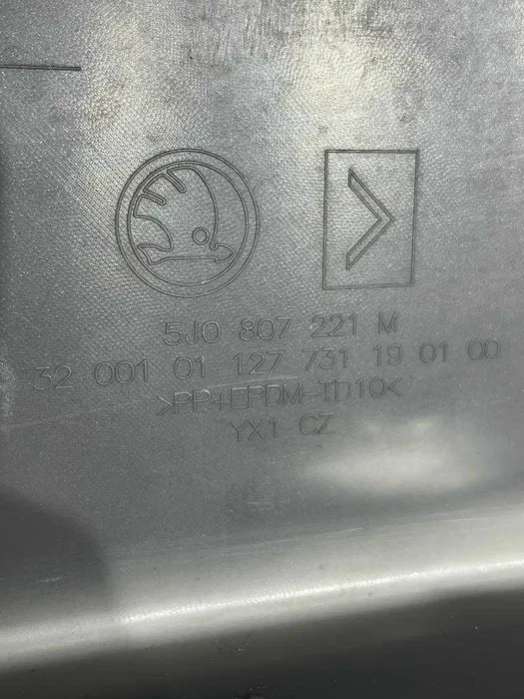 5J0 807 221 M
32 001 01 127 731 19 01 00
>PP+EPDM-TD10<
YX1 CZ